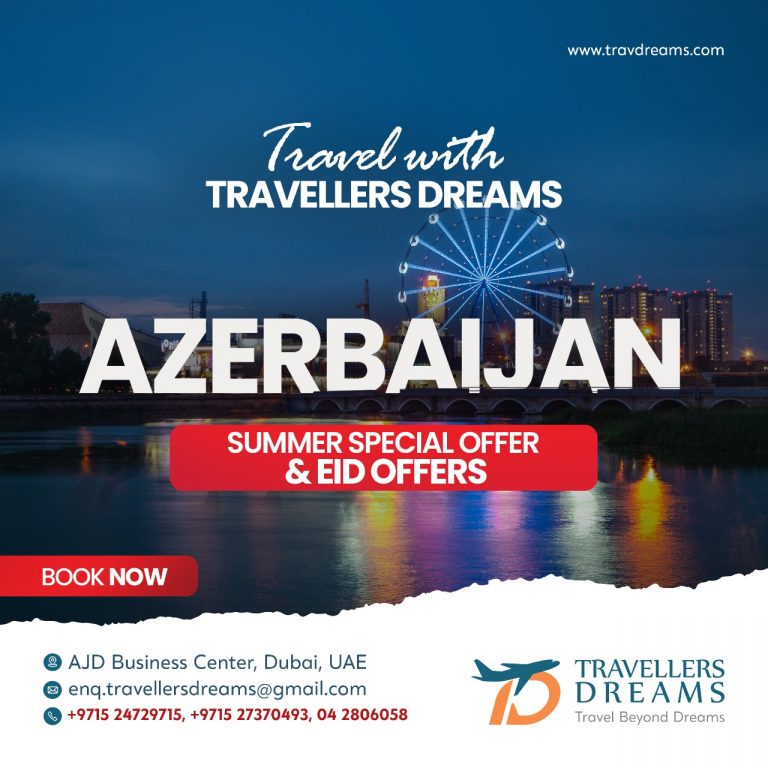 www.travdreams.com
Travel with
TRAVELLERS DREAMS
AZERBAIJAN
SUMMER SPECIAL OFFER
& EID OFFERS
BOOK NOW
AJD Business Center, Dubai, UAE
enq.travellersdreams@gmail.com
+9715 24729715, +9715 27370493, 04 2806058
TRAVELLERS
DREAMS
Travel Beyond Dreams